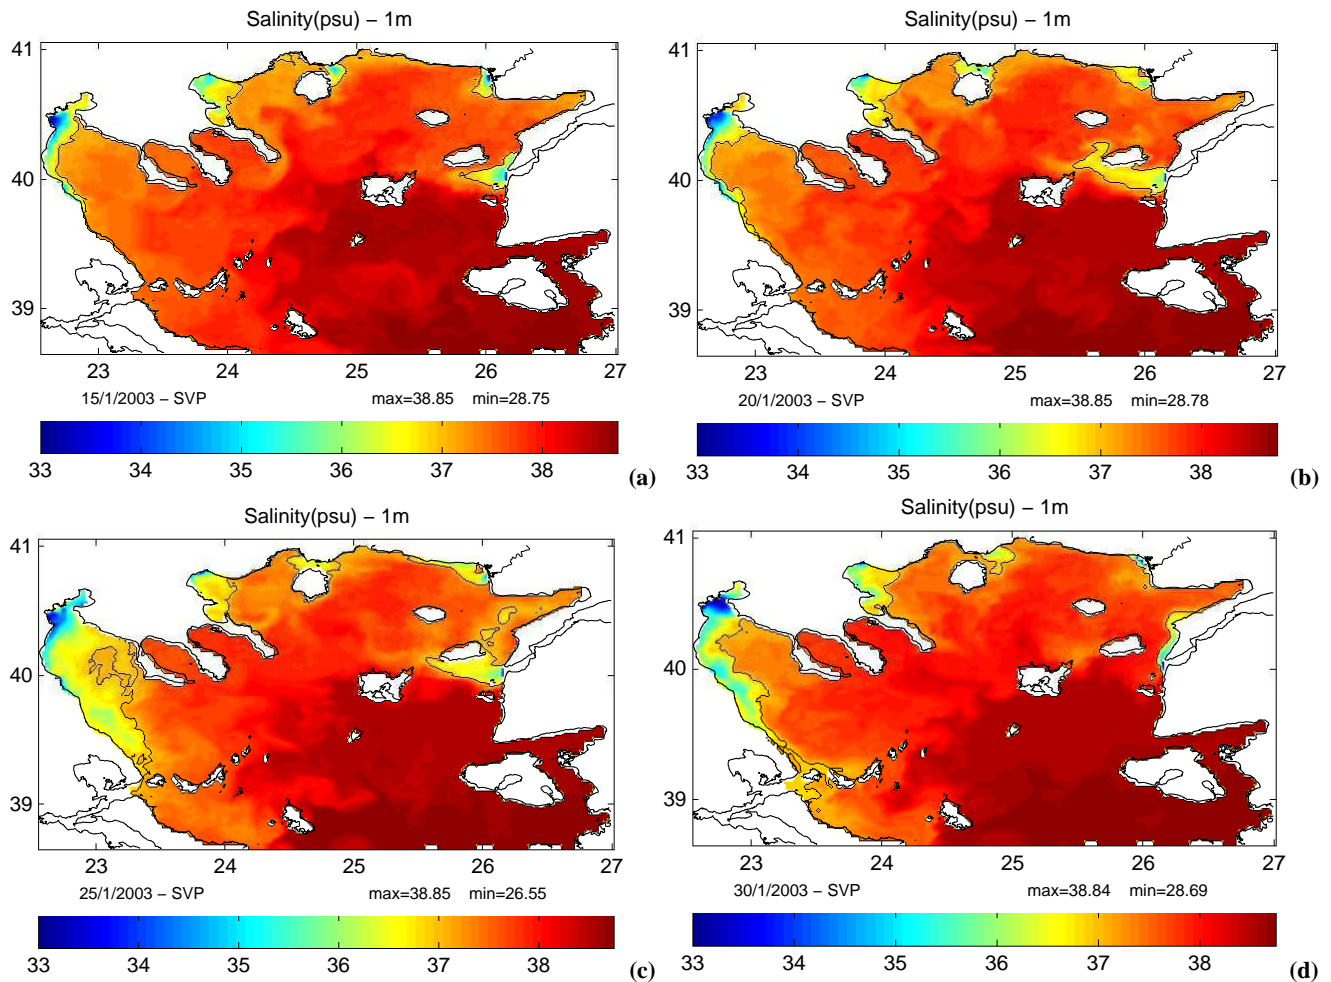 Salinity(psu) – 1m
41
40
39
23 24 25 26 27
15/1/2003 – SVP max=38.85 min=28.75
33 34 35 36 37 38
(a)
Salinity(psu) – 1m
41
40
39
23 24 25 26 27
20/1/2003 – SVP max=38.85 min=28.78
33 34 35 36 37 38
(b)
Salinity(psu) – 1m
41
40
39
23 24 25 26 27
25/1/2003 – SVP max=38.85 min=26.55
33 34 35 36 37 38
(c)
Salinity(psu) – 1m
41
40
39
23 24 25 26 27
30/1/2003 – SVP max=38.84 min=28.69
33 34 35 36 37 38
(d)